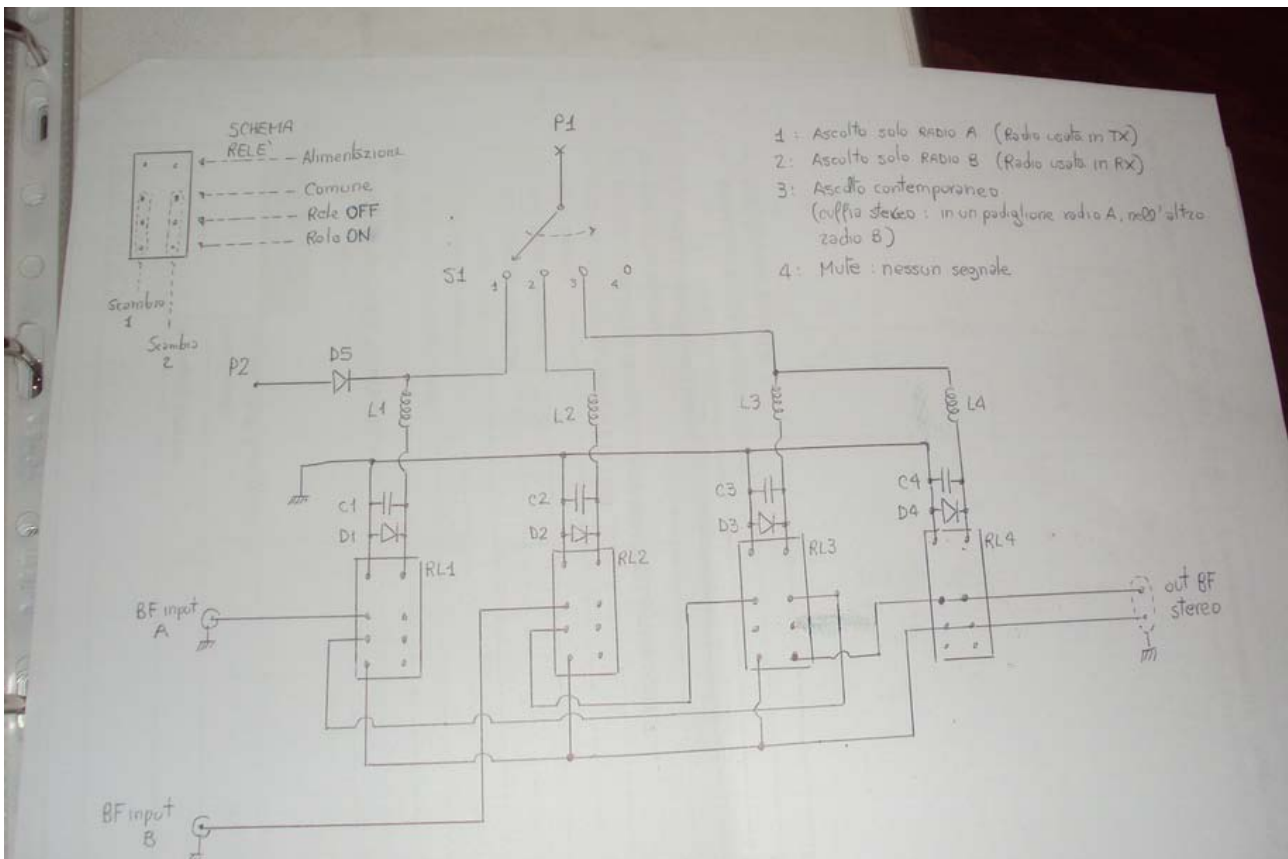 SCHEMA
RELE'
Alimentazione
Comune
Rele OFF
Rele ON
Scambio
1
Scambio
2
P1
S1
1 2 3 4
1: Ascolto solo RADIO A (Radio usata in TX)
2: Ascolto solo RADIO B (Radio usata in RX)
3: Ascolto contemporaneo
(cuffia stereo: in un padiglione radio A, nell'altro
radio B)
4: Mute: nessun segnale
P2
D5
L1
L2
L3
L4
C1
C2
C3
C4
D1
D2
D3
D4
RL1
RL2
RL3
RL4
BF input
A
out BF
stereo
BF input
B